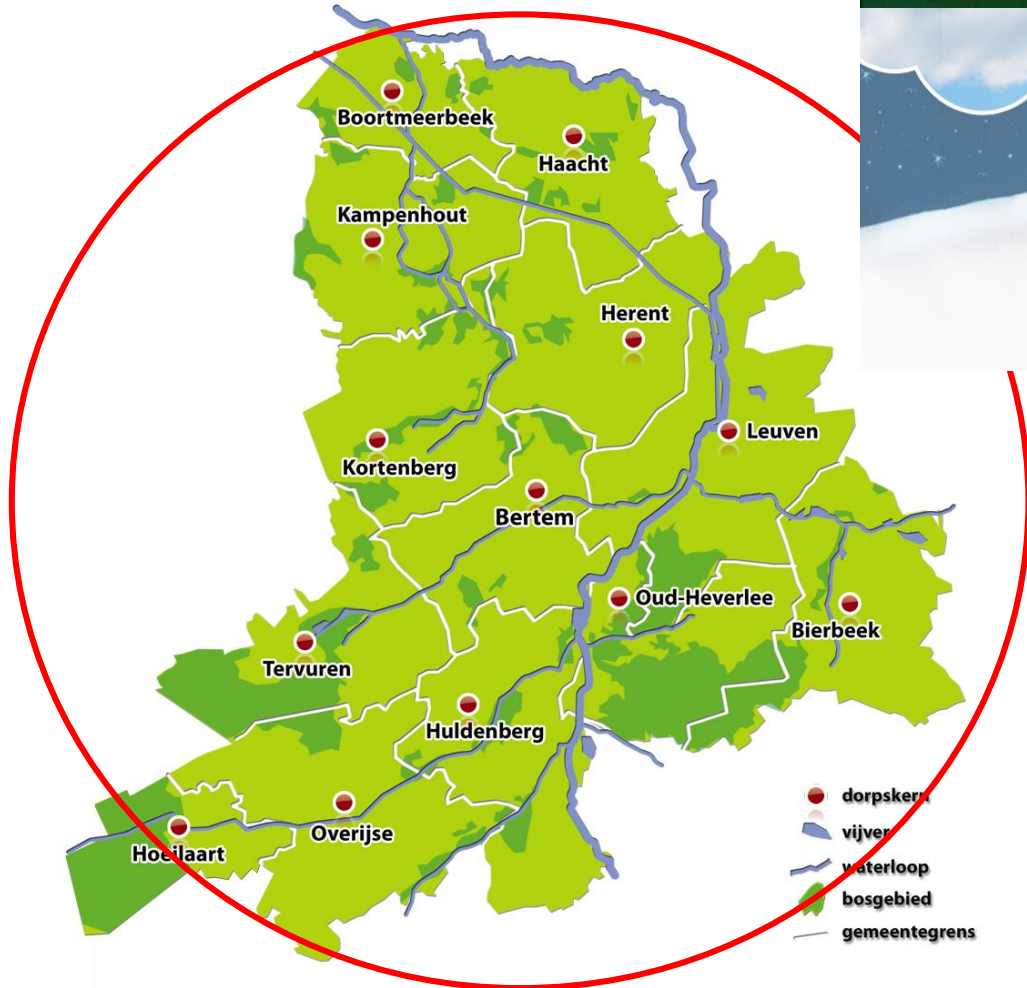 Boortmeerbeek
Haacht
Kampenhout
Herent
Leuven
Kortenberg
Bertem
Oud-Heverlee
Bierbeek
Tervuren
Huldenberg
Overijse
Hoeilaart
dorpskern
vijver
waterloop
bosgebied
gemeentegrens